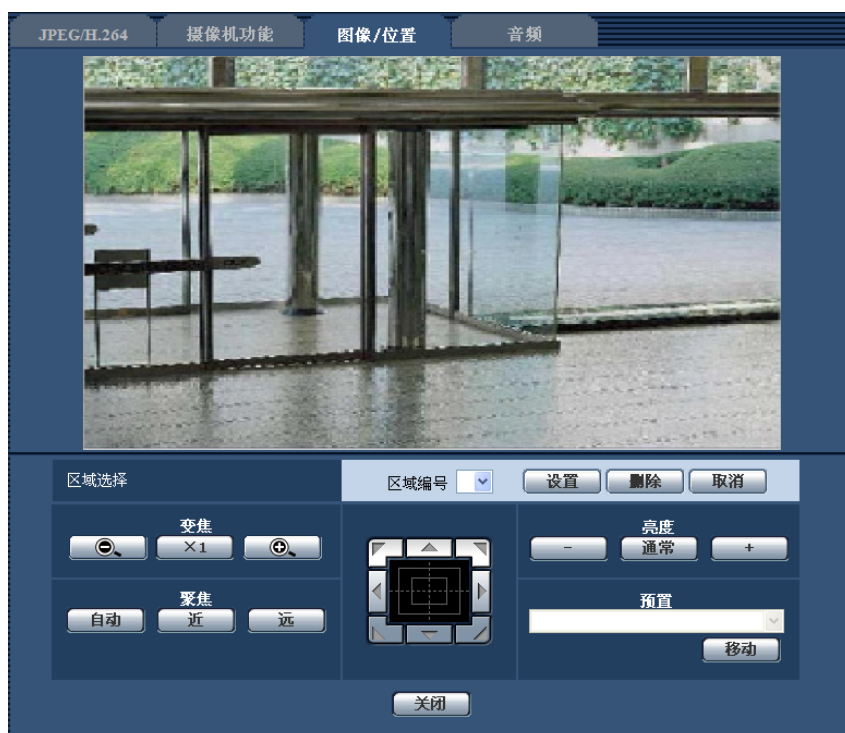 JPEG/H.264 摄像机功能 图像/位置 音频
区域选择 区域编号 设置 删除 取消
变焦
×1
聚焦
自动 近 远
亮度
- 通常 +
预置
移动
关闭